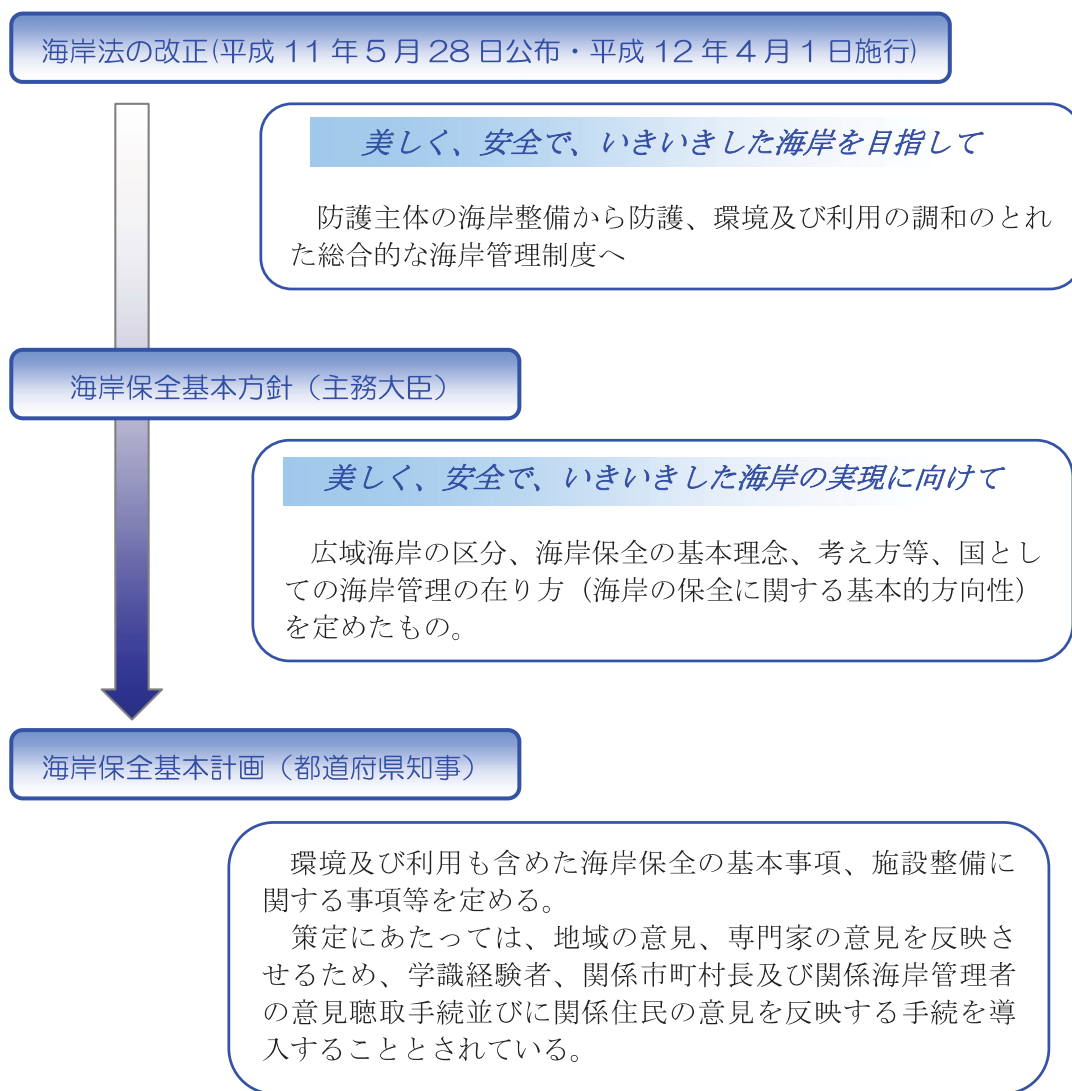 海岸法の改正(平成 11 年 5 月 28 日公布・平成 12 年 4 月 1 日施行)
美しく、安全で、いきいきした海岸を目指して
防護主体の海岸整備から防護、環境及び利用の調和のとれ
た総合的な海岸管理制度へ
海岸保全基本方針（主務大臣）
美しく、安全で、いきいきした海岸の実現に向けて
広域海岸の区分、海岸保全の基本理念、考え方等、国とし
ての海岸管理の在り方（海岸の保全に関する基本的方向性）
を定めたもの。
海岸保全基本計画（都道府県知事）
環境及び利用も含めた海岸保全の基本事項、施設整備に
関する事項等を定める。
策定にあたっては、地域の意見、専門家の意見を反映さ
せるため、学識経験者、関係市町村長及び関係海岸管理者
の意見聴取手続並びに関係住民の意見を反映する手続を導
入することとされている。